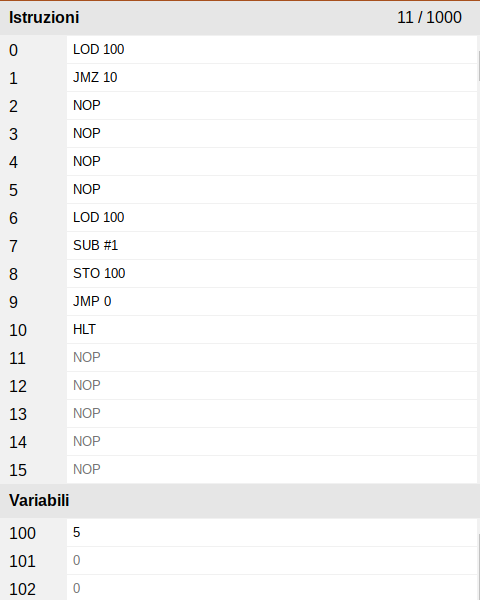 Istruzioni 11 / 1000
0 LOD 100
1 JMZ 10
2 NOP
3 NOP
4 NOP
5 NOP
6 LOD 100
7 SUB #1
8 STO 100
9 JMP 0
10 HLT
11 NOP
12 NOP
13 NOP
14 NOP
15 NOP
Variabili
100 5
101 0
102 0